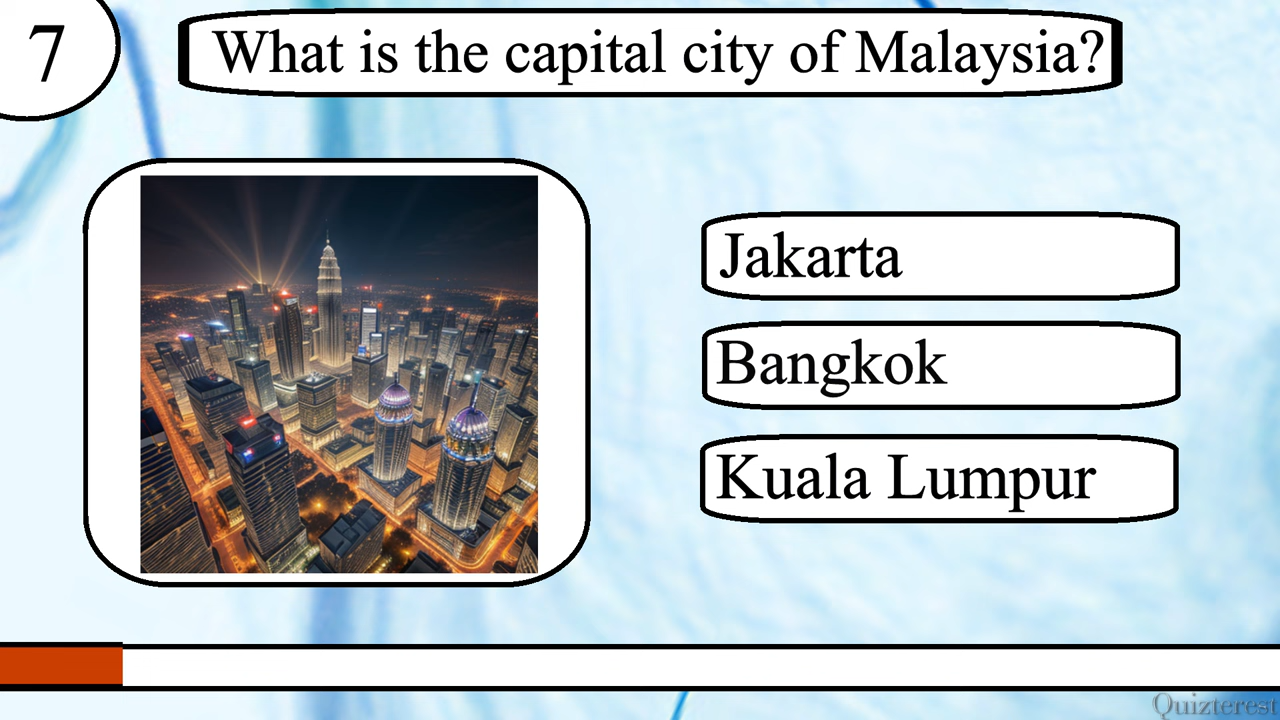 7
What is the capital city of Malaysia?
Jakarta
Bangkok
Kuala Lumpur
Quizterest